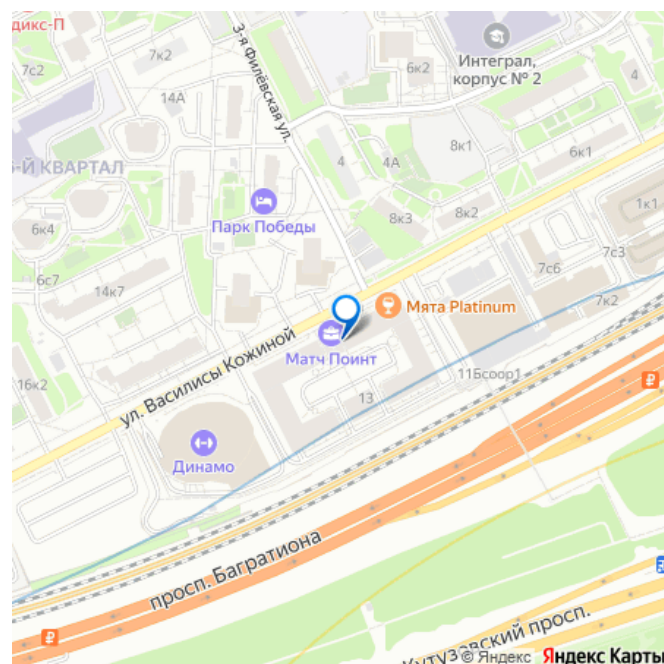 дикс-П
7к2
7с2
14А
3-я Филёвская ул.
6к2
Интеграл,
корпус № 2
4
4
4А
8к1
6к1
-й КВАРТАЛ
Парк Победы
8к3
8к2
1к1
6к4
6с7
14к7
7с6
7с3
7к2
Мята Platinum
ул. Василисы Кожиной
Матч Поинт
16к2
11Бсоор1
13
Динамо
просп. Багратиона
Кутузовский просп.
© Яндекс Яндекс Карты